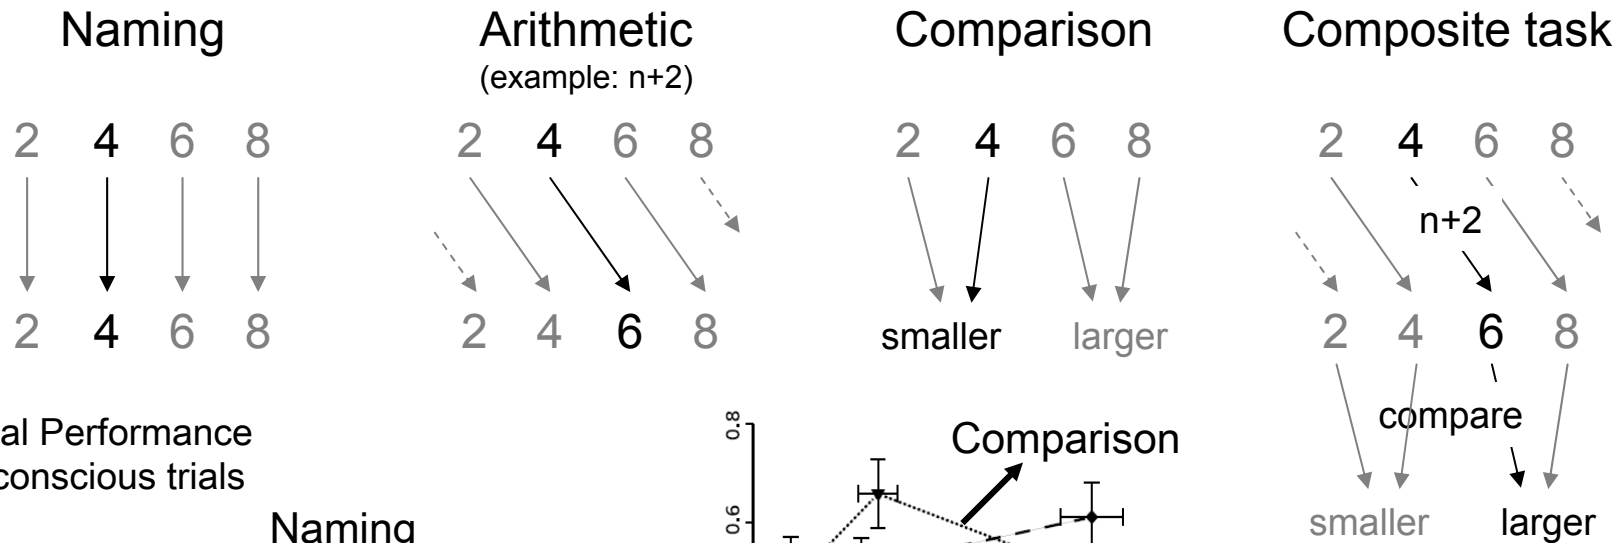 Naming
Arithmetic
(example: n+2)
Comparison
Composite task
2 4 6 8
2 4 6 8
2 4 6 8
2 4 6 8
n+2
2 4 6 8
2 4 6 8
smaller larger
2 4 6 8
compare
smaller larger
al Performance
conscious trials
Naming
0.8
0.6
Comparison